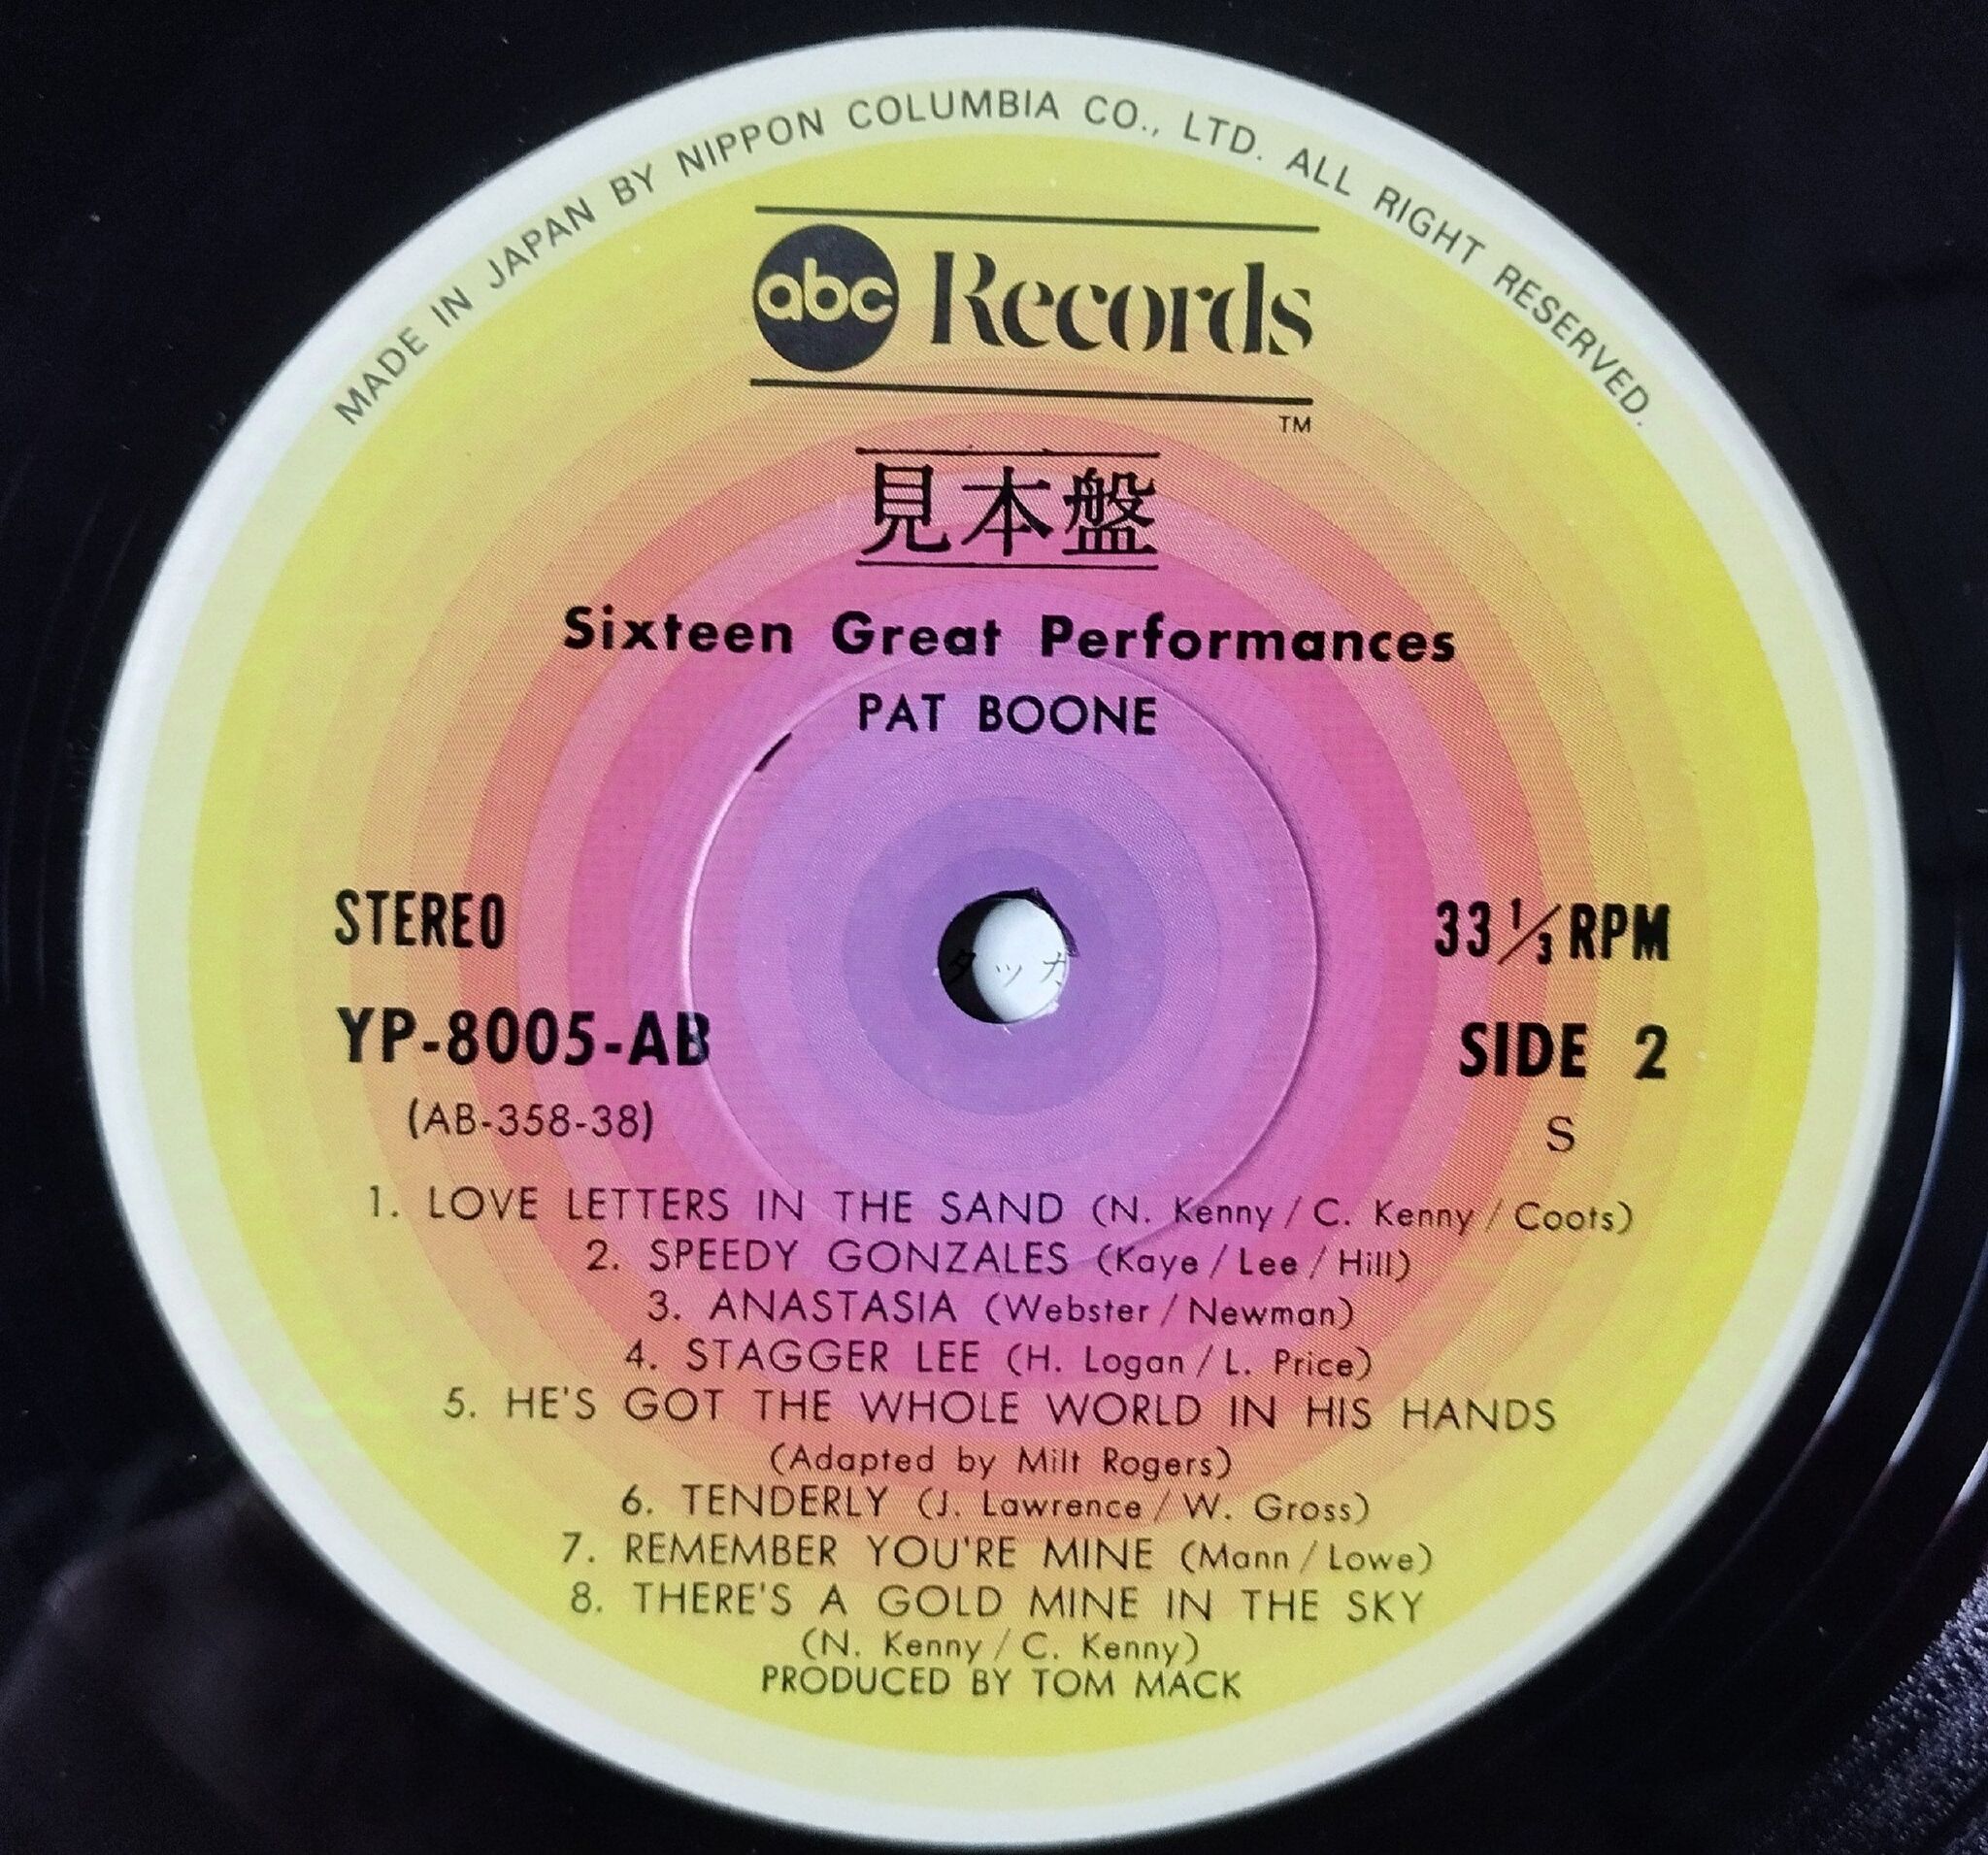 MADE IN JAPAN BY NIPPON COLUMBIA CO., LTD. ALL RIGHT RESERVED.
abc Records
TM
見本盤
Sixteen Great Performances
PAT BOONE
STEREO
33 1/3 RPM
YP-8005-AB
SIDE 2
(AB-358-38)
S
1. LOVE LETTERS IN THE SAND (N. Kenny / C. Kenny / Coots)
2. SPEEDY GONZALES (Kaye / Lee / Hill)
3. ANASTASIA (Webster / Newman)
4. STAGGER LEE (H. Logan / L. Price)
5. HE'S GOT THE WHOLE WORLD IN HIS HANDS
(Adapted by Milt Rogers)
6. TENDERLY (J. Lawrence / W. Gross)
7. REMEMBER YOU'RE MINE (Mann / Lowe)
8. THERE'S A GOLD MINE IN THE SKY
(N. Kenny / C. Kenny)
PRODUCED BY TOM MACK